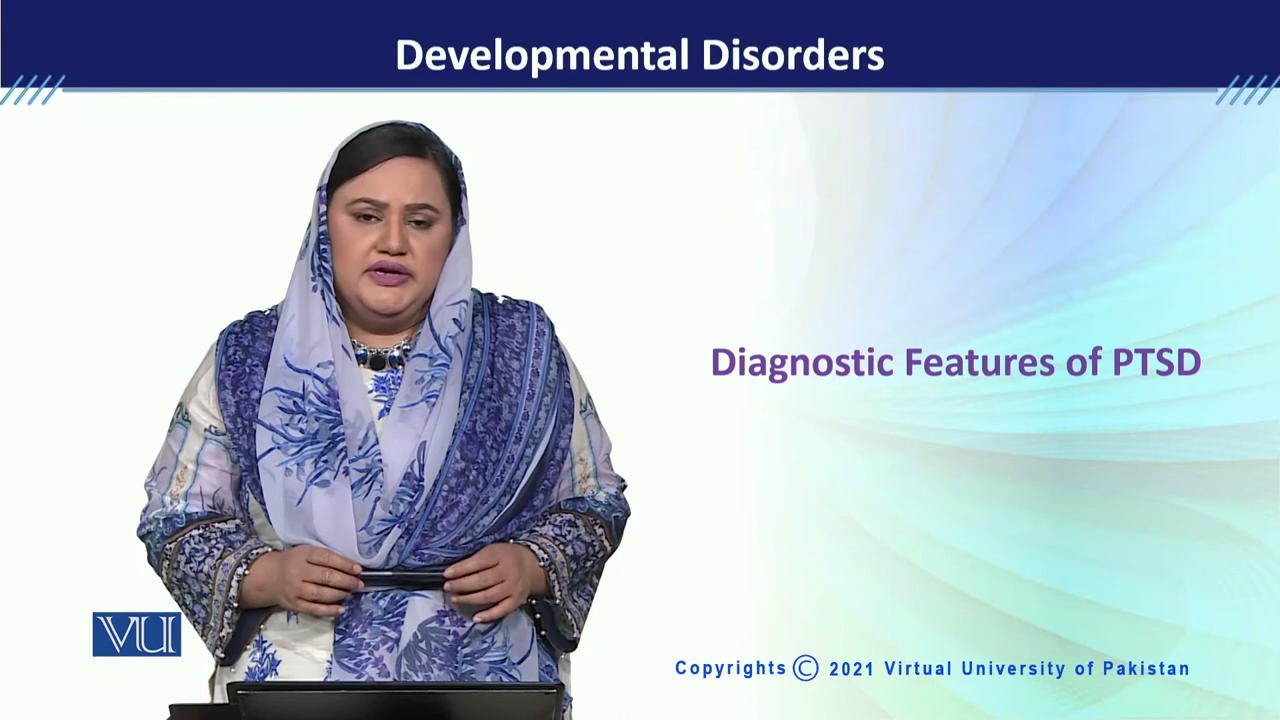 Developmental Disorders
Diagnostic Features of PTSD
VU
Copyrights © 2021 Virtual University of Pakistan